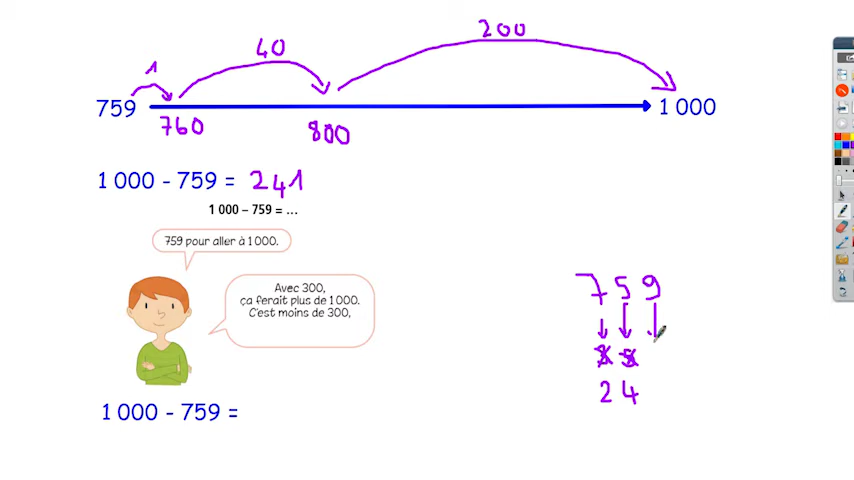 200
40
1
759
1 000
760
800
1 000 - 759 = 241
1 000 – 759 = ...
759 pour aller à 1 000.
Avec 300,
ça ferait plus de 1 000.
C'est moins de 300,
7 5 9
2 4
1 000 - 759 =